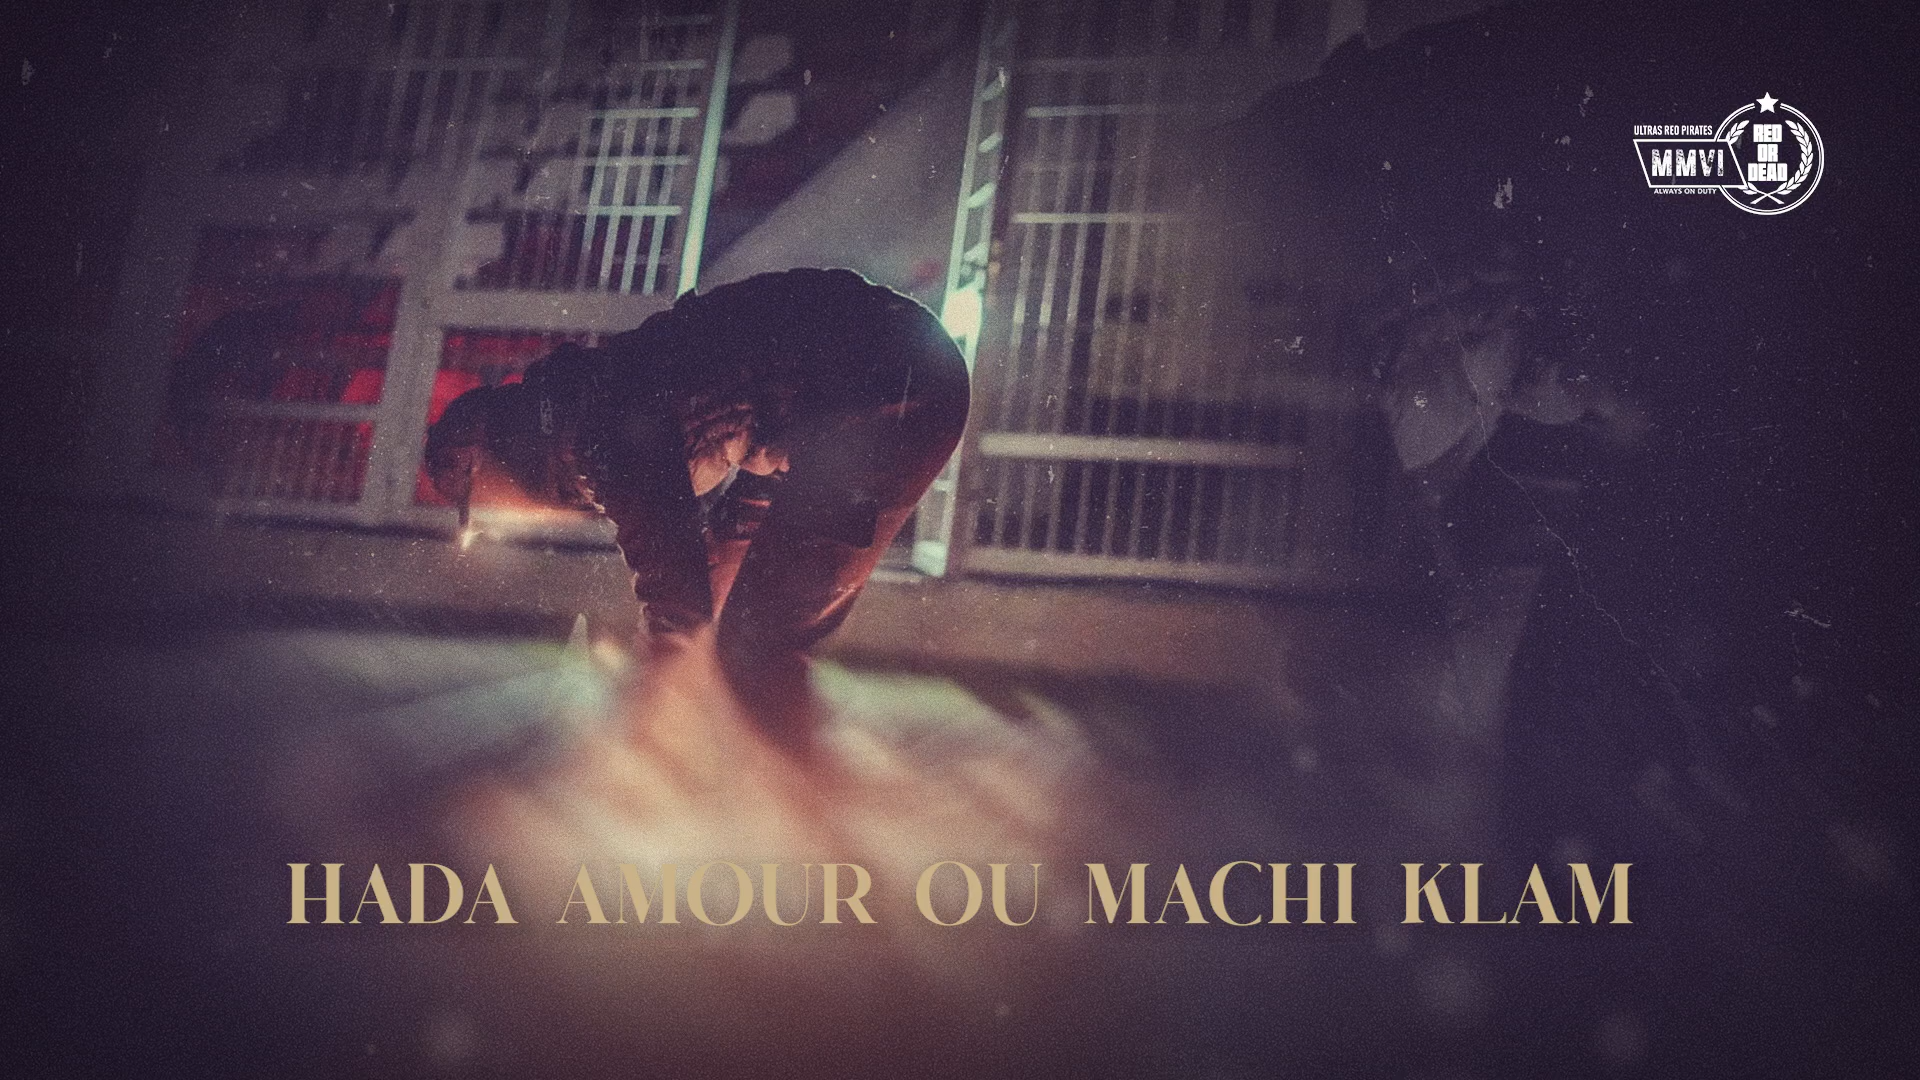 ULTRAS RED PIRATES
MMVI
ALWAYS ON DUTY
RED
OR
DEAD
HADA AMOUR OU MACHI KLAM